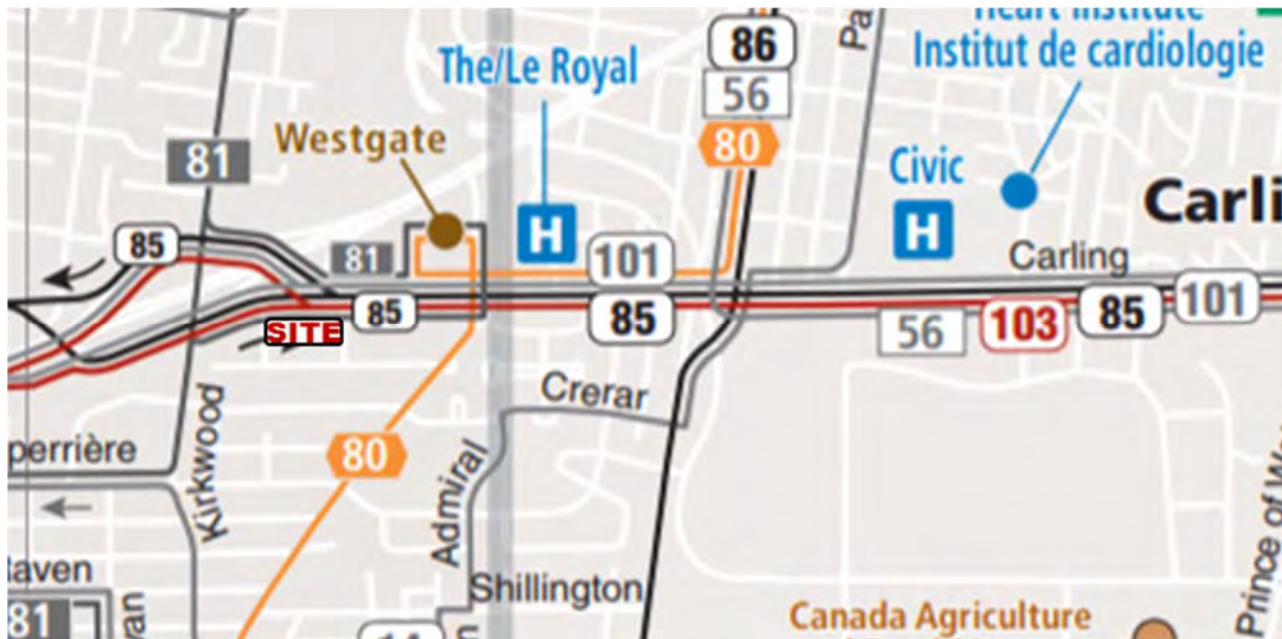 Heart Institute
Institut de cardiologie
86
The/Le Royal
56
80
Westgate
81
Civic
Carli
85
81
101
Carling
85
85
101
SITE
56
103
85
Crerar
perrière
Kirkwood
80
Admiral
Prince of
Shillington
81
Canada Agriculture